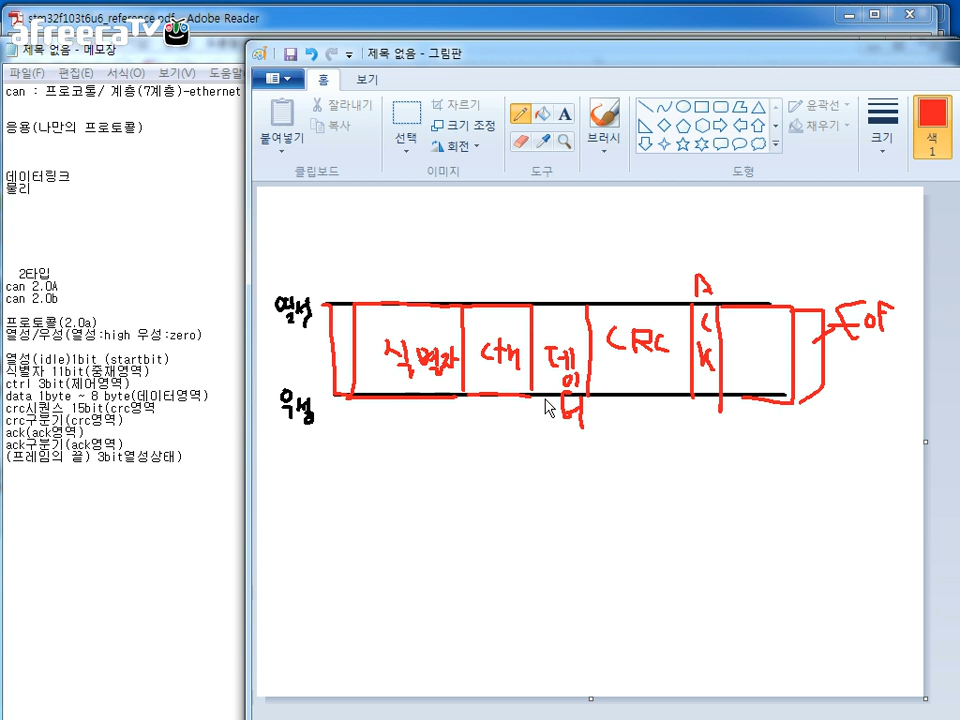 stm32f103t6u6_reference.pdf - Adobe Reader
afreecaTV
제목 없음 - 메모장
파일(F) 편집(E) 서식(O) 보기(V) 도움말
can : 프로코통/ 계층(7계층)-ethernet
응용(나만의 프로토콜)
데이터링크
물리
2타입
can 2.0A
can 2.0b
프로토콜(2.0a)
열성/우성(열성:high 우성:zero)
열성(idle)1bit (startbit)
식별자 11bit(중재영역)
ctrl 3bit(제어영역)
data 1byte ~ 8 byte(데이터영역)
crc시퀀스 15bit(crc영역
crc구분기(crc영역)
ack(ack영역)
ack구분기(ack영역)
(프레임의 끝) 3bit열성상태)
제목 없음 - 그림판
홈 보기
붙여넣기
잘라내기
복사
클립보드
선택
자르기
크기 조정
회전
이미지
도구
브러시
윤곽선
채우기
도형
크기
색
1
열성
식별자
데이터
CRC
ACK
EOF
우성